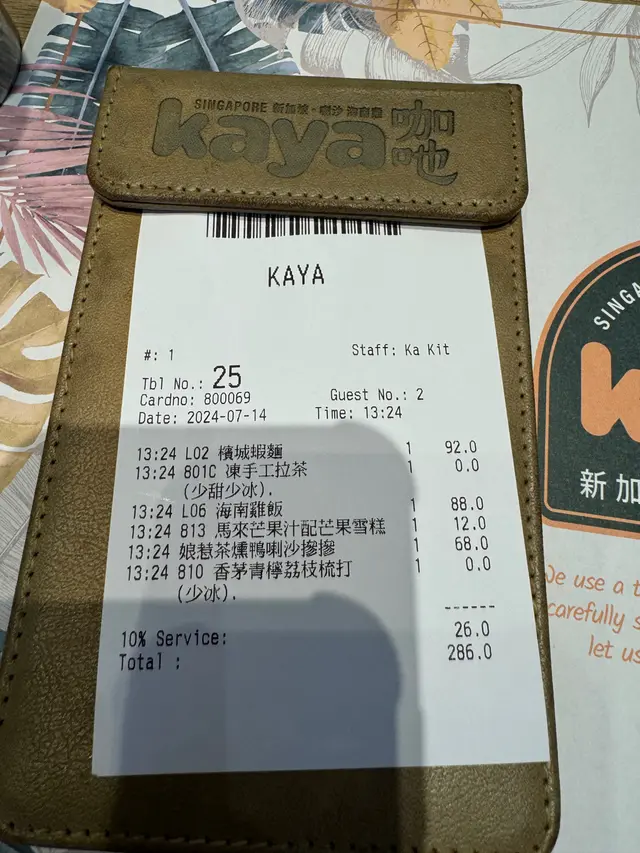 SINGAPORE 新加坡・喇沙 海南雞
kaya 咖吔
KAYA
#: 1 Staff: Ka Kit
Tbl No.: 25
Cardno: 800069 Guest No.: 2
Date: 2024-07-14 Time: 13:24
13:24 L02 檳城蝦麵 1 92.0
13:24 801C 凍手工拉茶 1 0.0
(少甜少冰).
13:24 L06 海南雞飯 1 88.0
13:24 813 馬來芒果汁配芒果雪糕 1 12.0
13:24 娘惹茶燻鴨喇沙摻摻 1 68.0
13:24 810 香茅青檸荔枝梳打 1 0.0
(少冰).
------
10% Service: 26.0
Total : 286.0
SINGA
k
新加
We use a t
carefully s
let us